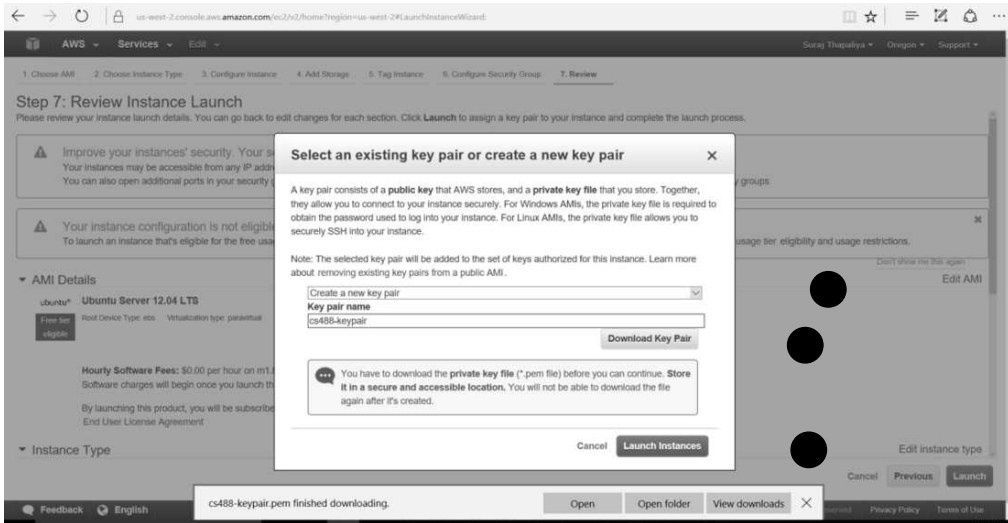 us-west-2.console.aws.amazon.com/ec2/v2/home?region=us-west-2#LaunchInstanceWizard:
AWS Services Edit Suraj Thapaliya Oregon Support
1. Choose AMI 2. Choose Instance Type 3. Configure Instance 4. Add Storage 5. Tag Instance 6. Configure Security Group 7. Review
Step 7: Review Instance Launch
Please review your instance launch details. You can go back to edit changes for each section. Click Launch to assign a key pair to your instance and complete the launch process.
Improve your instances' security. Your
Your instances may be accessible from any IP
You can also open additional ports in your security groups
Your instance configuration is not
To launch an instance that's eligible for the free usage tier eligibility and usage restrictions.
Don't show me this again
AMI Details Edit AMI
ubuntu Ubuntu Server 12.04 LTS
Free tier eligible
Root Device Type: ebs Virtualization type: paravirtual
Hourly Software Fees: $0.00 per hour on
Software charges will begin once you launch
By launching this product, you will be
End User License Agreement
Instance Type Edit instance type
Cancel Previous Launch
Select an existing key pair or create a new key pair
A key pair consists of a public key that AWS stores, and a private key file that you store. Together,
they allow you to connect to your instance securely. For Windows AMIs, the private key file is required to
obtain the password used to log into your instance. For Linux AMIs, the private key file allows you to
securely SSH into your instance.
Note: The selected key pair will be added to the set of keys authorized for this instance. Learn more
about removing existing key pairs from a public AMI.
Create a new key pair
Key pair name
cs488-keypair
Download Key Pair
You have to download the private key file (*.pem file) before you can continue. Store
it in a secure and accessible location. You will not be able to download the file
again after it's created.
Cancel Launch Instances
cs488-keypair.pem finished downloading. Open Open folder View downloads
Feedback English Privacy Policy Terms of Use